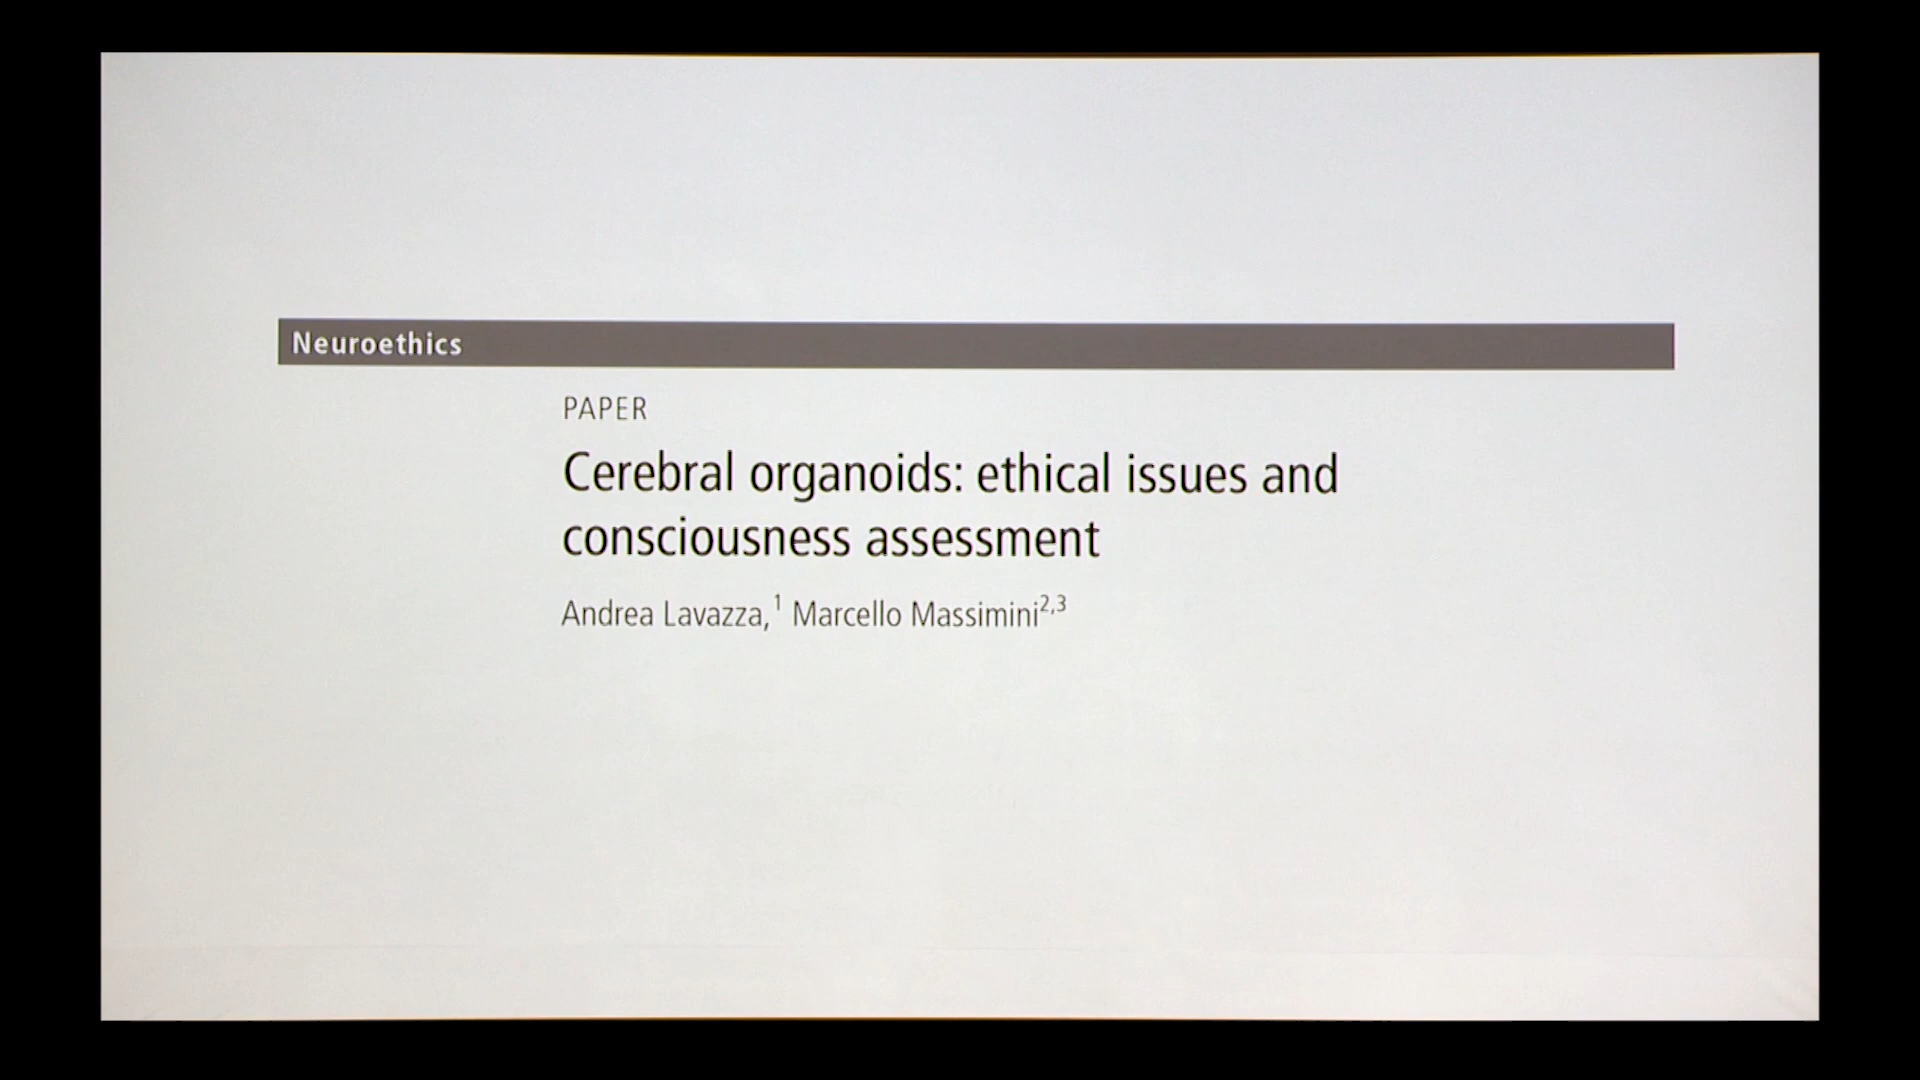 Neuroethics
PAPER
Cerebral organoids: ethical issues and
consciousness assessment
Andrea Lavazza,¹ Marcello Massimini²,³